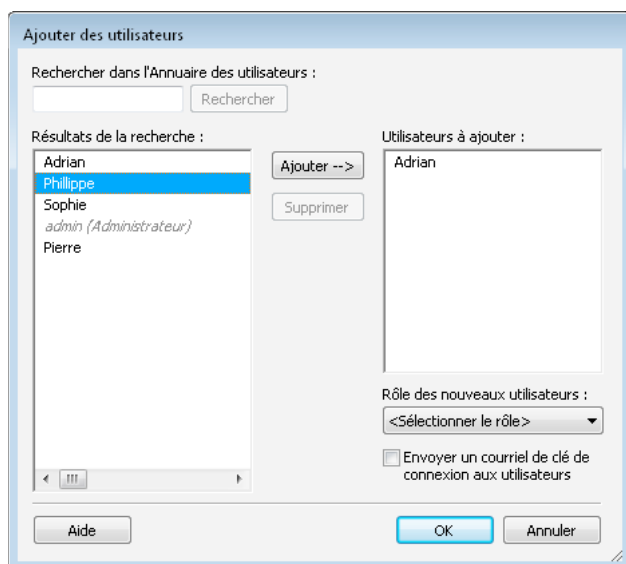 Ajouter des utilisateurs
Rechercher dans l'Annuaire des utilisateurs :
Rechercher
Résultats de la recherche :
Adrian
Phillippe
Sophie
admin (Administrateur)
Pierre
Ajouter -->
Supprimer
Utilisateurs à ajouter :
Adrian
Rôle des nouveaux utilisateurs :
<Sélectionner le rôle>
Envoyer un courriel de clé de
connexion aux utilisateurs
Aide
OK
Annuler